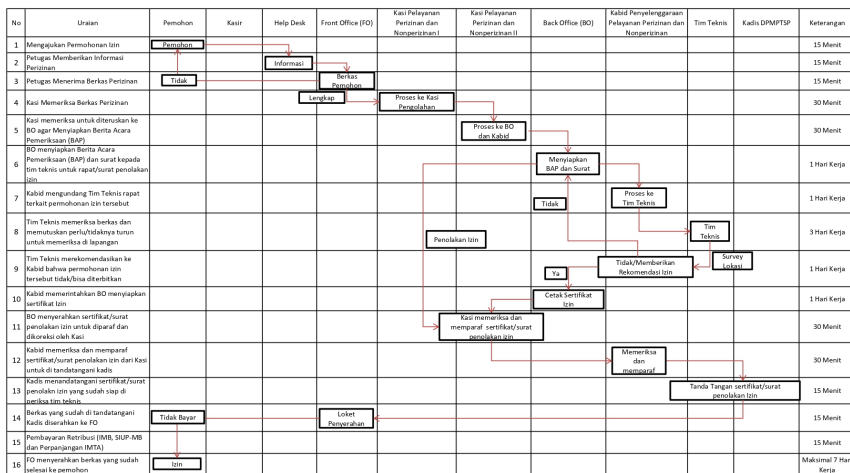 No
Uraian
Pemohon
Kasir
Help Desk
Front Office (FO)
Kasi Pelayanan
Perizinan dan
Nonperizinan I
Kasi Pelayanan
Perizinan dan
Nonperizinan II
Back Office (BO)
Kabid Penyelenggaraan
Pelayanan Perizinan dan
Nonperizinan
Tim Teknis
Kadis DPMPTSP
Keterangan
1
Mengajukan Permohonan Izin
Pemohon
15 Menit
2
Petugas Memberikan Informasi
Perizinan
Informasi
15 Menit
3
Petugas Menerima Berkas Perizinan
Tidak
Berkas
Pemohon
15 Menit
4
Kasi Memeriksa Berkas Perizinan
Lengkap
Proses ke Kasi
Pengolahan
30 Menit
5
Kasi memeriksa untuk diteruskan ke
BO agar Menyiapkan Berita Acara
Pemeriksaan (BAP)
Proses ke BO
dan Kabid
30 Menit
6
BO menyiapkan Berita Acara
Pemeriksaan (BAP) dan surat kepada
tim teknis untuk rapat/surat penolakan
izin
Menyiapkan
BAP dan Surat
1 Hari Kerja
7
Kabid mengundang Tim Teknis rapat
terkait permohonan izin tersebut
Tidak
Proses ke
Tim Teknis
1 Hari Kerja
8
Tim Teknis memeriksa berkas dan
memutuskan perlu/tidaknya turun
untuk memeriksa di lapangan
Penolakan Izin
Tim
Teknis
3 Hari Kerja
9
Tim Teknis merekomendasikan ke
Kabid bahwa permohonan izin
tersebut tidak/bisa diterbitkan
Ya
Tidak/Memberikan
Rekomendasi Izin
Survey
Lokasi
1 Hari Kerja
10
Kabid memerintahkan BO menyiapkan
sertifikat Izin
Cetak Sertifikat
Izin
1 Hari Kerja
11
BO menyerahkan sertifikat/surat
penolakan izin untuk diparaf dan
dikoreksi oleh Kasi
Kasi memeriksa dan
memparaf sertifikat/surat
penolakan izin
30 Menit
12
Kabid memeriksa dan memparaf
sertifikat/surat penolakan izin dari Kasi
untuk di tandatangani kadis
Memeriksa
dan
memparaf
30 Menit
13
Kadis menandatangani sertifikat/surat
penolakn izin yang sudah siap di
periksa tim teknis
Tanda Tangan sertifikat/surat
penolakan Izin
15 Menit
14
Berkas yang sudah di tandatangani
Kadis diserahkan ke FO
Tidak Bayar
Loket
Penyerahan
15 Menit
15
Pembayaran Retribusi (IMB, SIUP-MB
dan Perpanjangan IMTA)
15 Menit
16
FO menyerahkan berkas yang sudah
selesai ke pemohon
Izin
Maksimal 7 Hari
Kerja